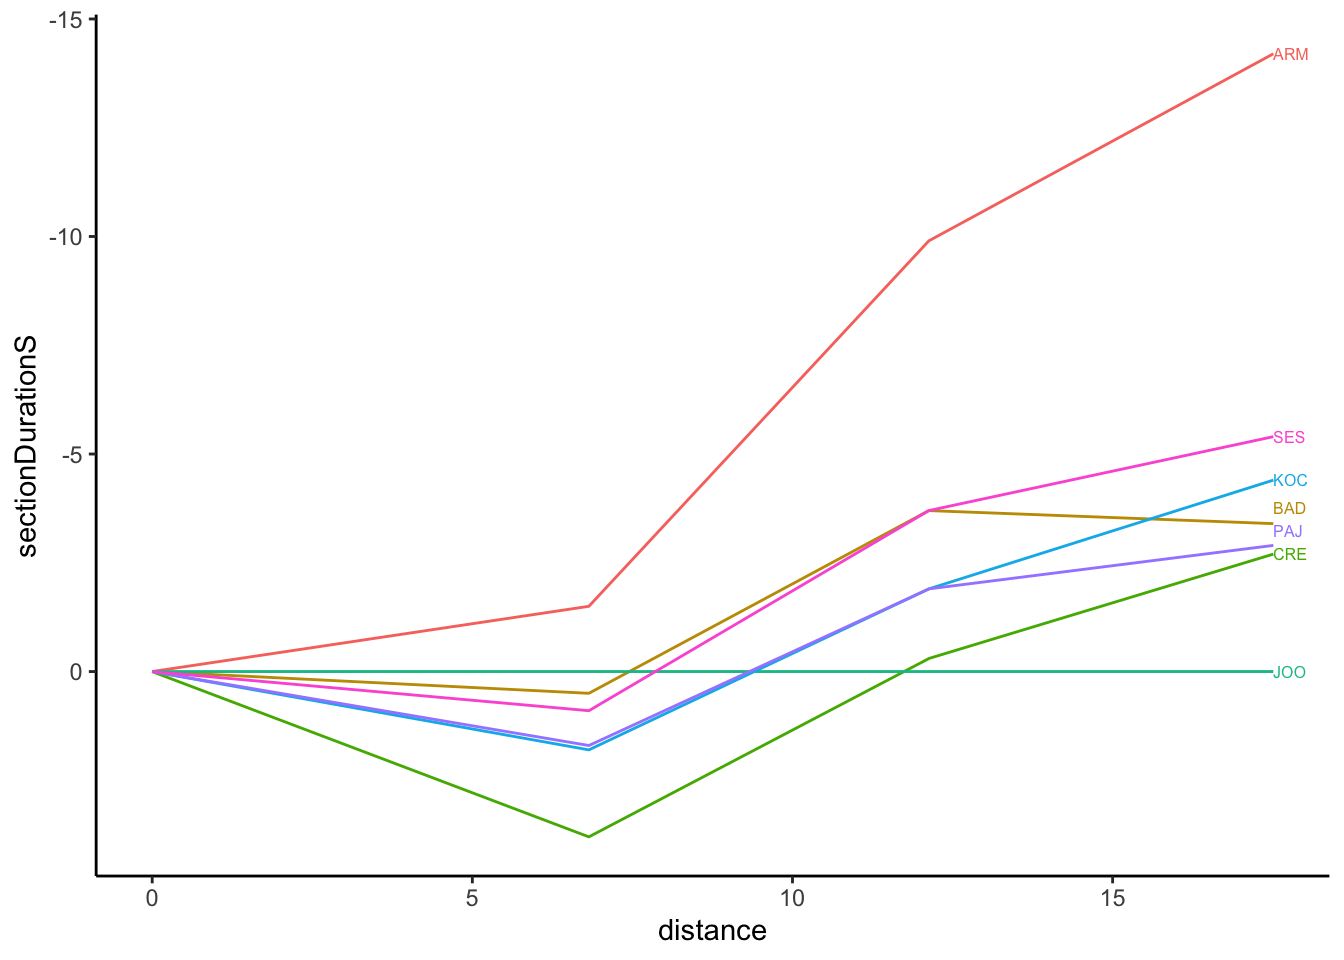 -15
-10
-5
0
sectionDurationS
ARM
SES
KOC
BAD
PAJ
CRE
JOO
0 5 10 15
distance